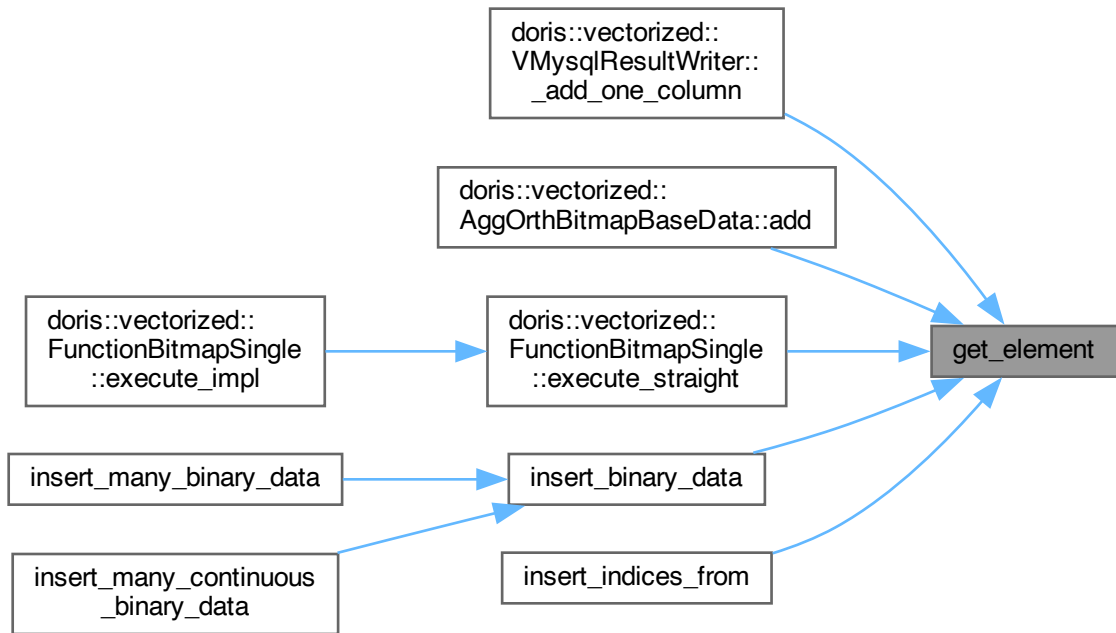 doris::vectorized::
VMysqlResultWriter::
_add_one_column
doris::vectorized::
AggOrthBitmapBaseData::add
doris::vectorized::
FunctionBitmapSingle
::execute_impl
doris::vectorized::
FunctionBitmapSingle
::execute_straight
get_element
insert_many_binary_data
insert_binary_data
insert_many_continuous
_binary_data
insert_indices_from